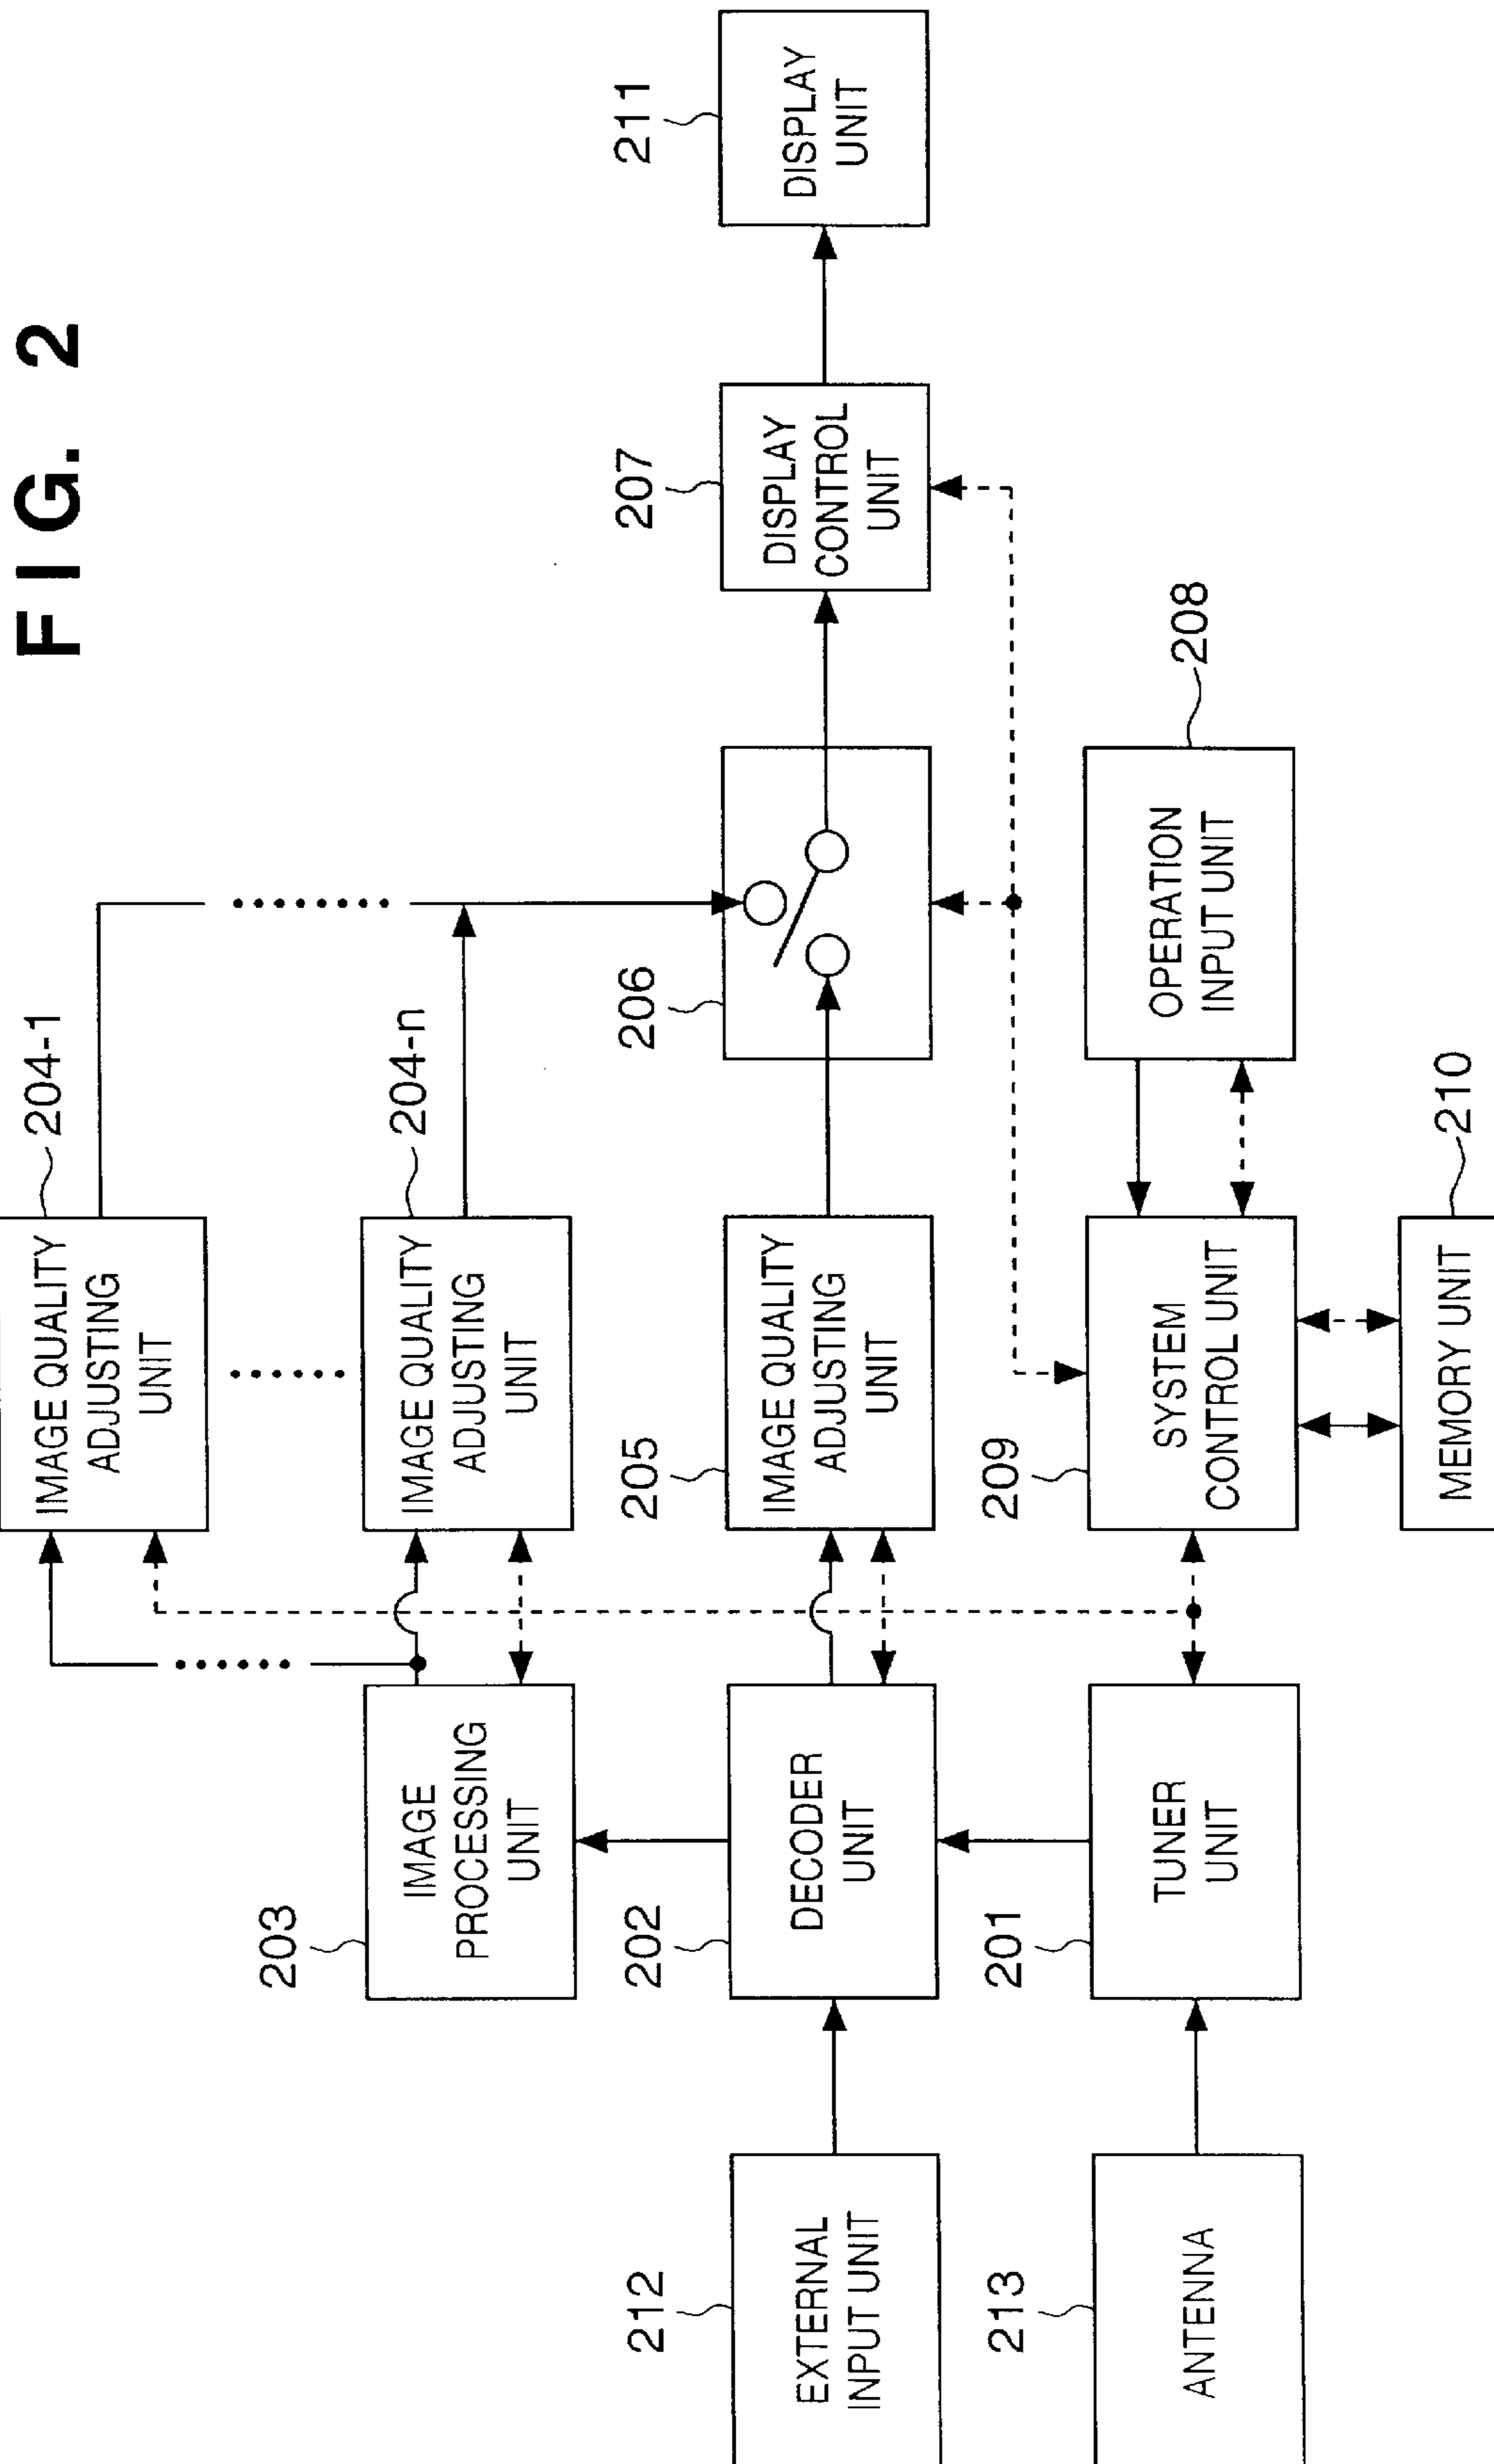 FIG. 2
204-1
IMAGE QUALITY
ADJUSTING
UNIT
204-n
IMAGE QUALITY
ADJUSTING
UNIT
203
IMAGE
PROCESSING
UNIT
212
EXTERNAL
INPUT UNIT
202
DECODER
UNIT
205
IMAGE QUALITY
ADJUSTING
UNIT
206
207
DISPLAY
CONTROL
UNIT
211
DISPLAY
UNIT
213
ANTENNA
201
TUNER
UNIT
209
SYSTEM
CONTROL UNIT
OPERATION
INPUT UNIT
208
MEMORY UNIT
210